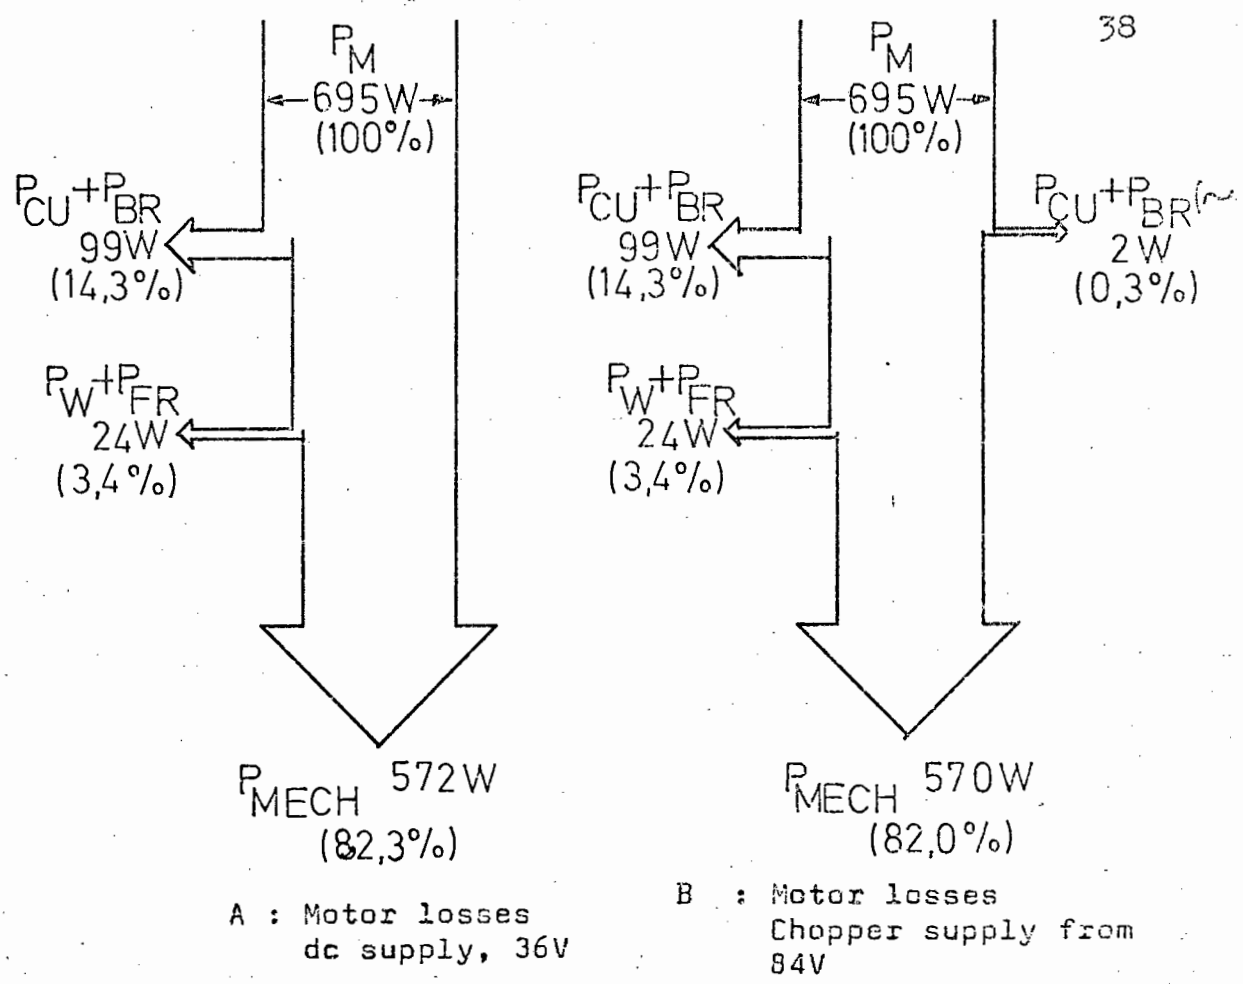 38
P_M
695W
(100%)
P_CU+P_BR
99W
(14,3%)
P_W+P_FR
24W
(3,4%)
P_MECH 572W
(82,3%)
A : Motor losses
dc supply, 36V
P_M
695W
(100%)
P_CU+P_BR
99W
(14,3%)
P_CU+P_BR(~
2W
(0,3%)
P_W+P_FR
24W
(3,4%)
P_MECH 570W
(82,0%)
B : Motor losses
Chopper supply from
84V